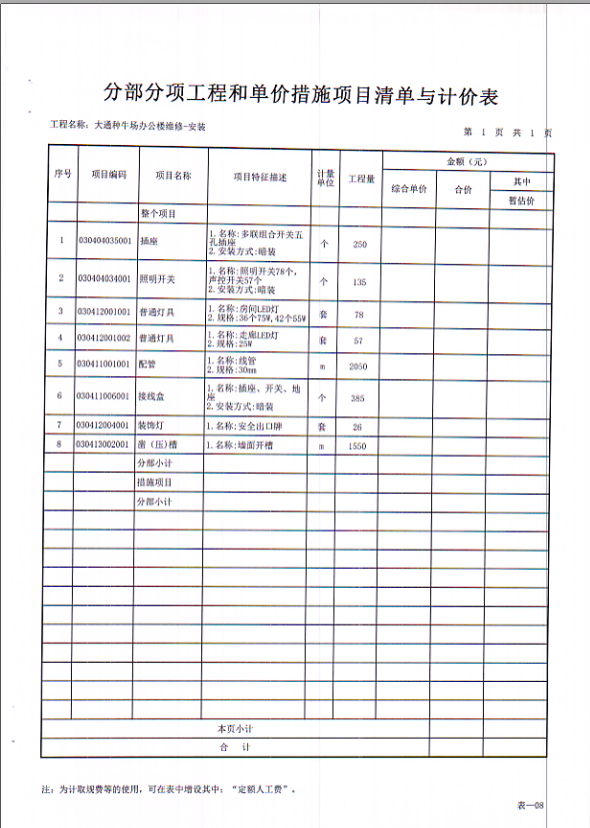 分部分项工程和单价措施项目清单与计价表
工程名称: 大通种牛场办公楼维修-安装
第 1 页 共 1 页
序号 项目编码 项目名称 项目特征描述 计量单位 工程量 金额（元）
综合单价 合价 其中
暂估价
整个项目
1 030404035001 插座 1.名称:多联组合开关五孔插座 2.安装方式:暗装 个 250
2 030404034001 照明开关 1.名称:照明开关78个,声控开关57个 2.安装方式:暗装 个 135
3 030412001001 普通灯具 1.名称:房间LED灯 2.规格:36个75W,42个55W 套 78
4 030412001002 普通灯具 1.名称:走廊LED灯 2.规格:25W 套 57
5 030411001001 配管 1.名称:线管 2.规格:30mm m 2050
6 030411006001 接线盒 1.名称:插座、开关、地座 2.安装方式:暗装 个 385
7 030412004001 装饰灯 1.名称:安全出口牌 套 26
8 030413002001 凿（压)槽 1.名称:墙面开槽 m 1550
分部小计
措施项目
分部小计
本页小计
合 计
注: 为计取规费等的使用，可在表中增设其中: “定额人工费”。
表—08